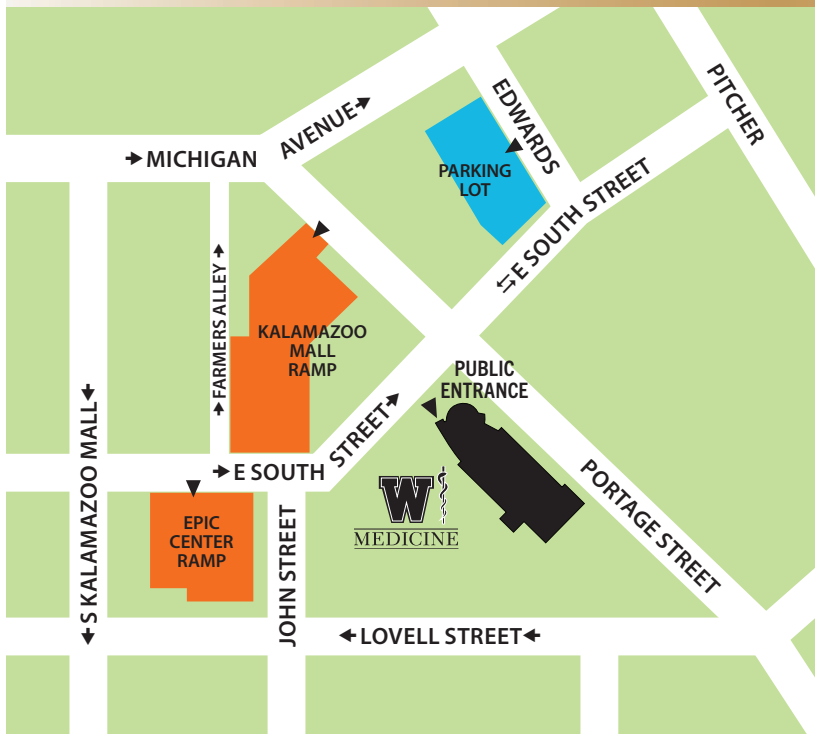 PITCHER
EDWARDS
AVENUE
MICHIGAN
PARKING
LOT
E SOUTH STREET
FARMERS ALLEY
KALAMAZOO
MALL
RAMP
PUBLIC
ENTRANCE
S KALAMAZOO MALL
E SOUTH
STREET
W
MEDICINE
PORTAGE STREET
EPIC
CENTER
RAMP
JOHN STREET
LOVELL STREET